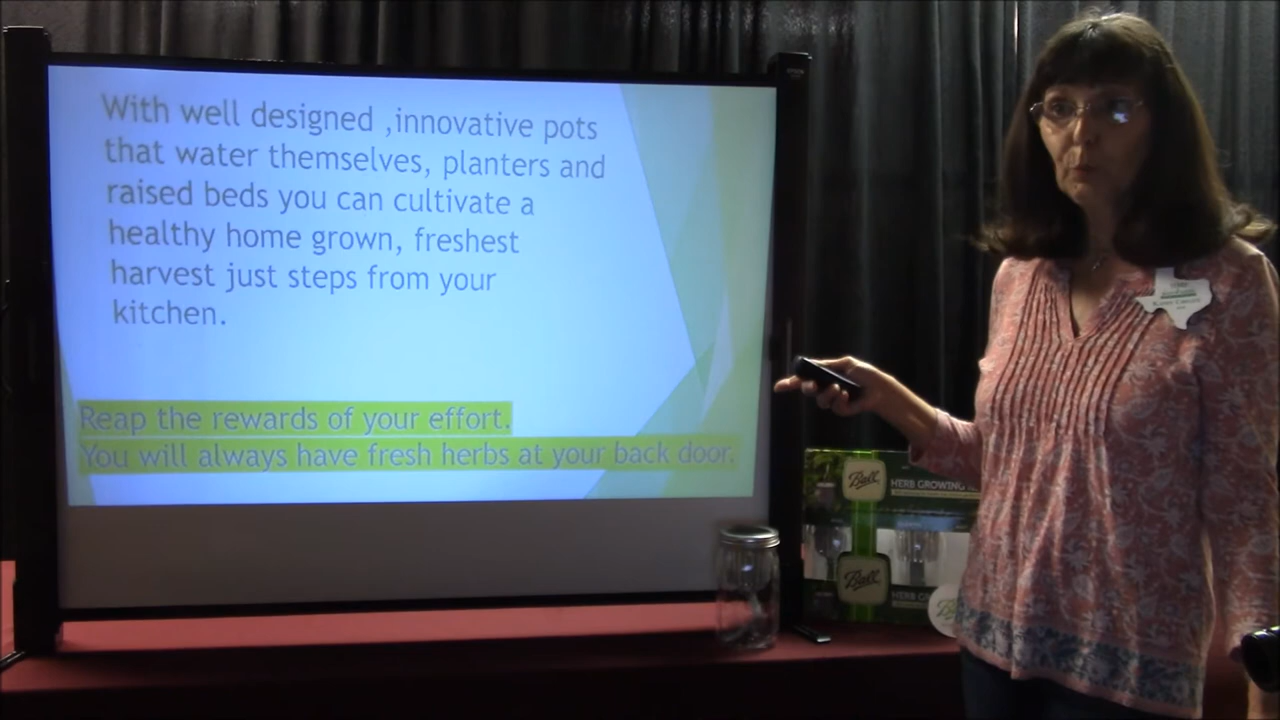 With well designed ,innovative pots
that water themselves, planters and
raised beds you can cultivate a
healthy home grown, freshest
harvest just steps from your
kitchen.
Reap the rewards of your effort.
You will always have fresh herbs at your back door.
Ball
HERB GROWING
Ball
HERB